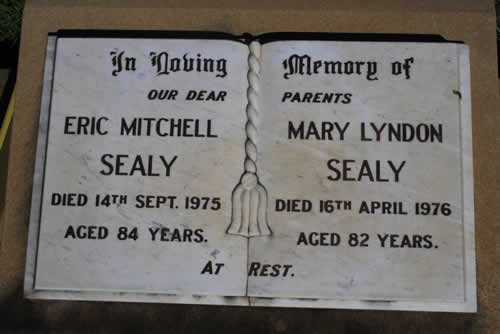 In Loving Memory of
OUR DEAR PARENTS
ERIC MITCHELL
SEALY
DIED 14TH SEPT. 1975
AGED 84 YEARS.
MARY LYNDON
SEALY
DIED 16TH APRIL 1976
AGED 82 YEARS.
AT REST.